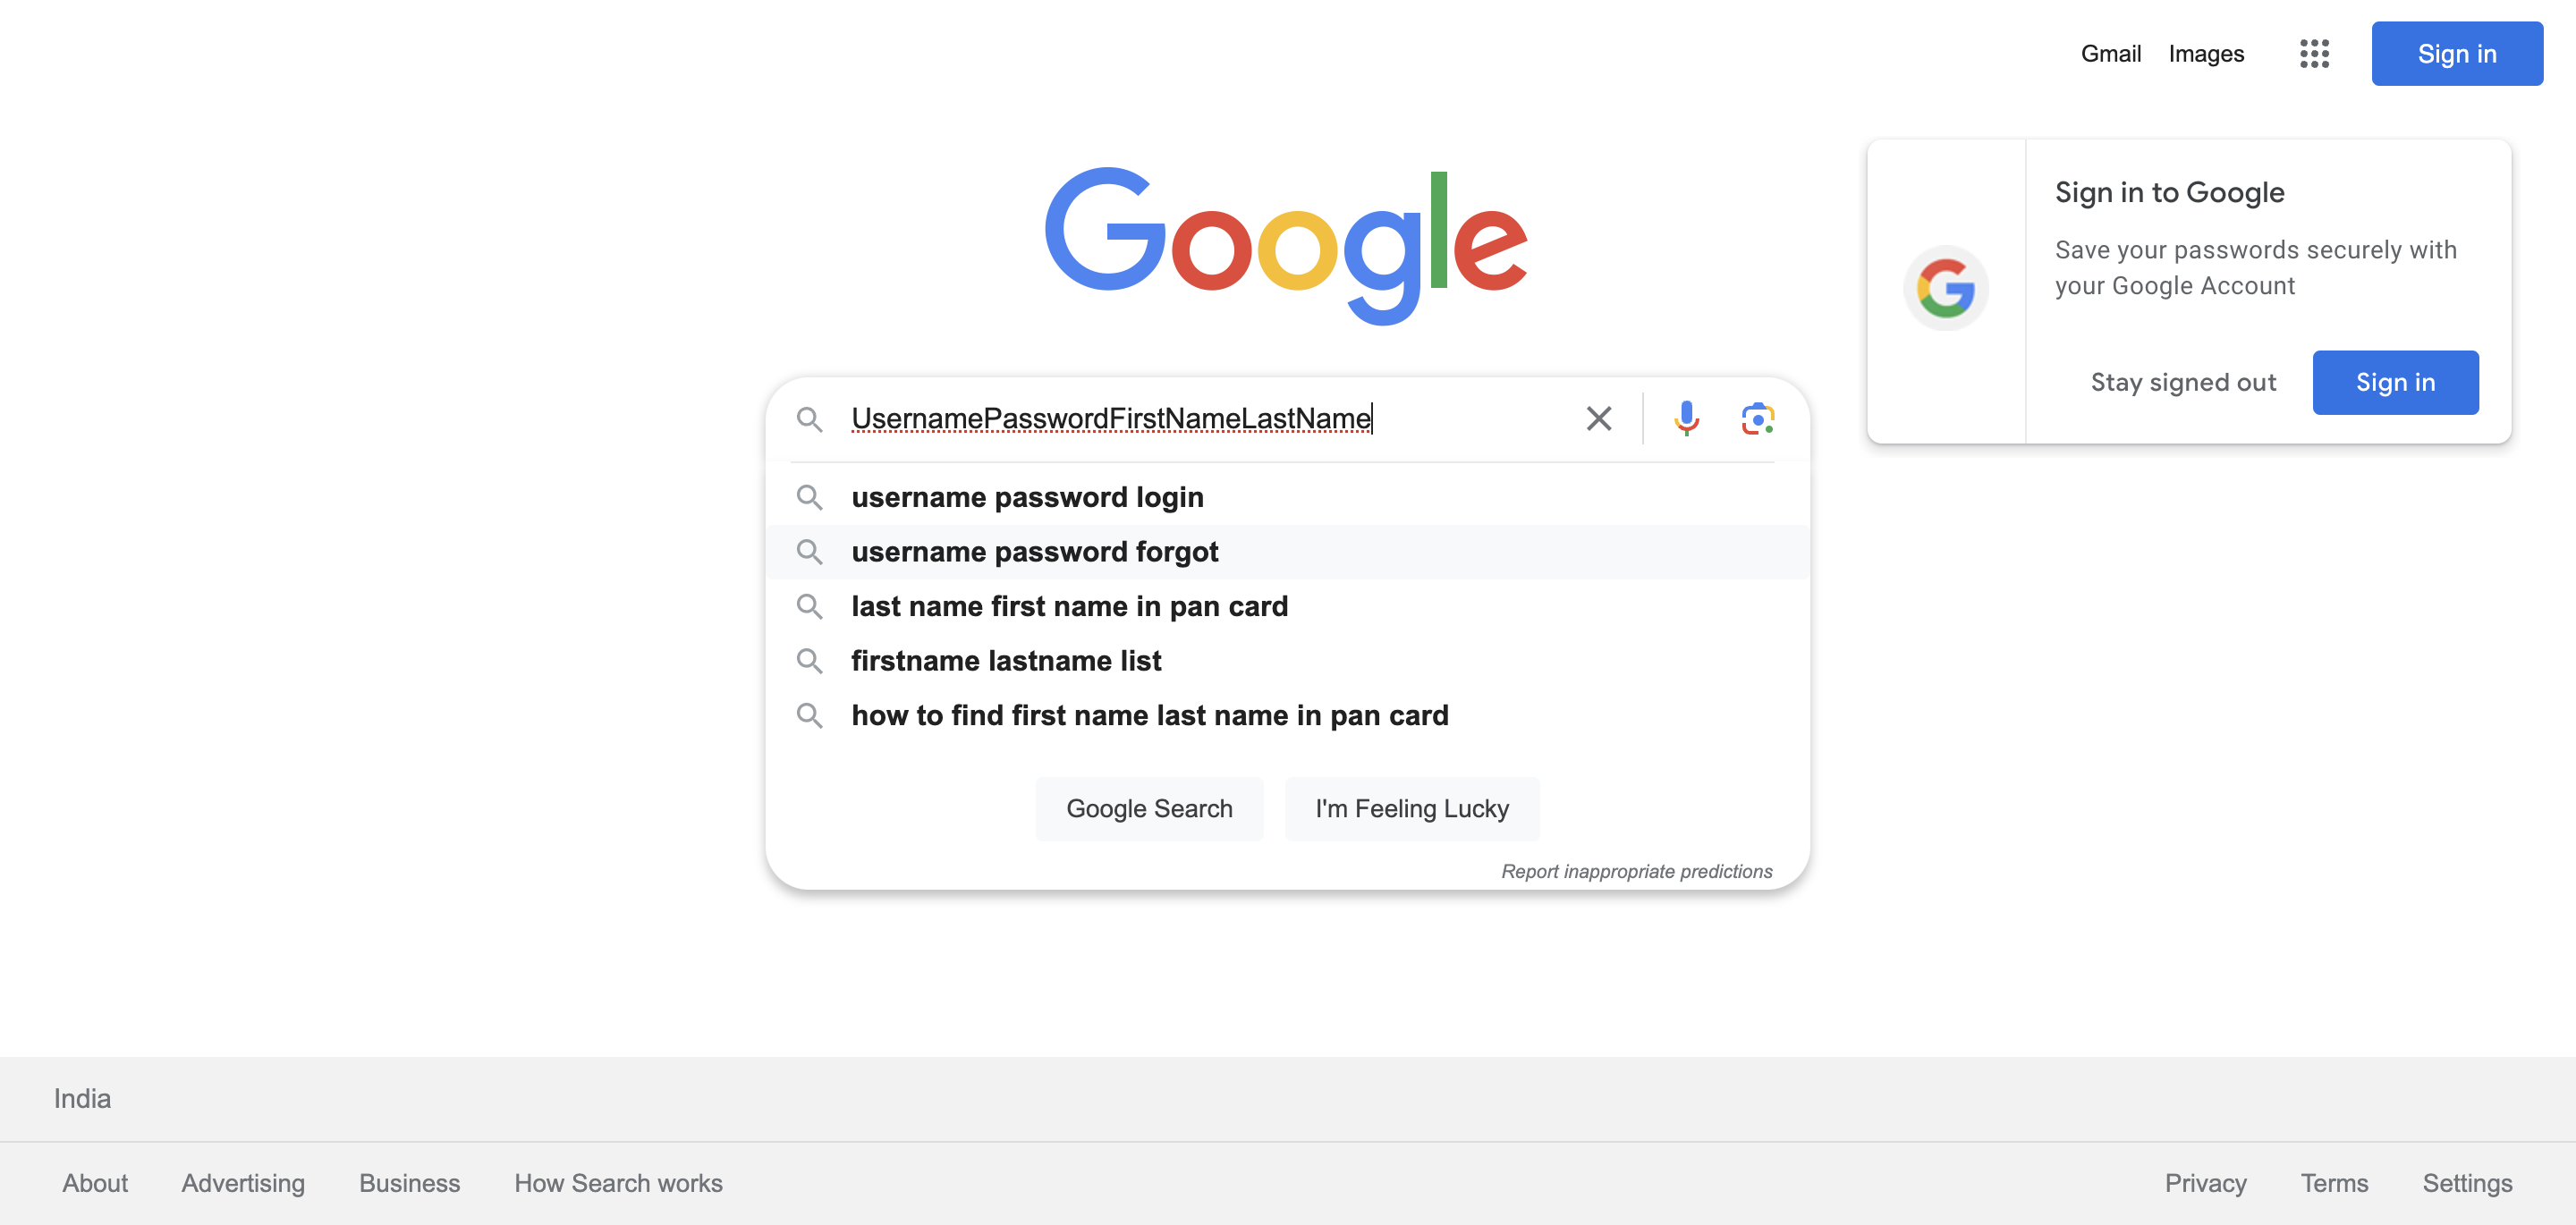 Gmail Images Sign in
Google
Sign in to Google
Save your passwords securely with
your Google Account
Stay signed out Sign in
UsernamePasswordFirstNameLastName
username password login
username password forgot
last name first name in pan card
firstname lastname list
how to find first name last name in pan card
Google Search I'm Feeling Lucky
Report inappropriate predictions
India
About Advertising Business How Search works Privacy Terms Settings